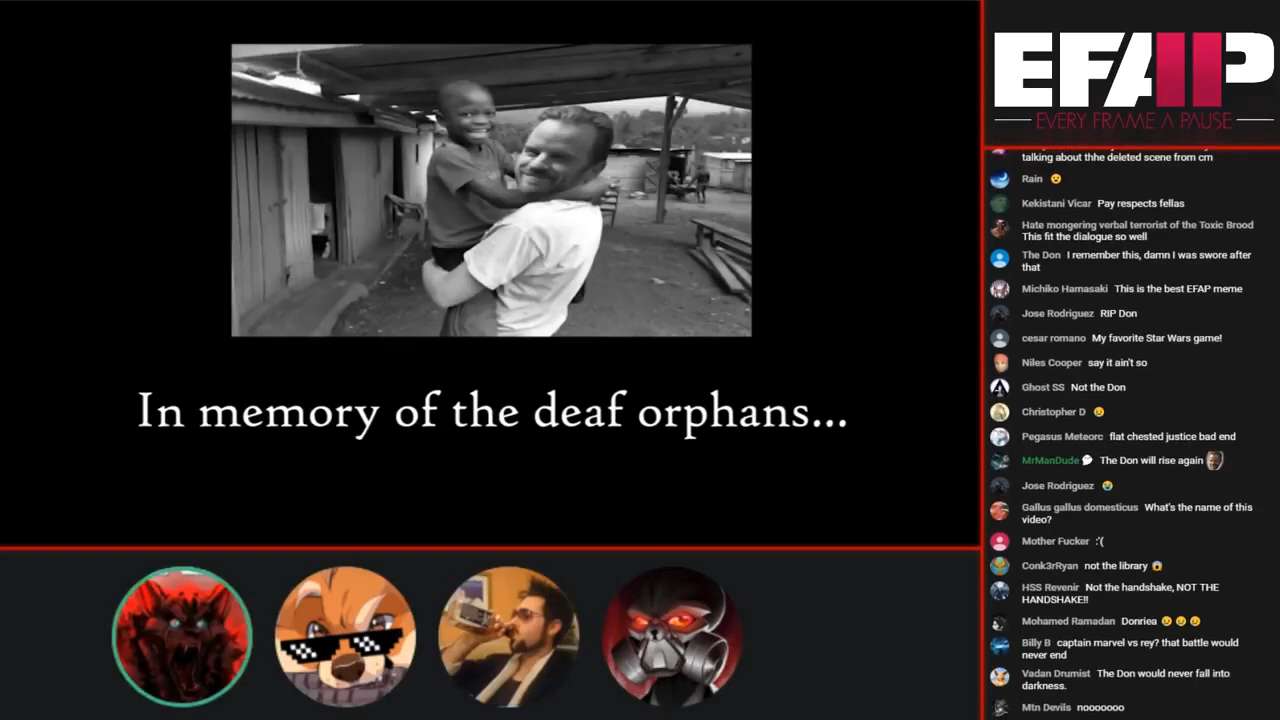 In memory of the deaf orphans...
EFAP
EVERY FRAME A PAUSE
talking about thhe deleted scene from cm
Rain 😮
Kekistani Vicar Pay respects fellas
Hate mongering verbal terrorist of the Toxic Brood
This fit the dialogue so well
The Don I remember this, damn I was swore after
that
Michiko Hamasaki This is the best EFAP meme
Jose Rodriguez RIP Don
cesar romano My favorite Star Wars game!
Niles Cooper say it ain't so
Ghost SS Not the Don
Christopher D 😢
Pegasus Meteorc flat chested justice bad end
MrManDude The Don will rise again
Jose Rodriguez 😭
Gallus gallus domesticus What's the name of this
video?
Mother Fucker :'(
Conk3rRyan not the library 😱
HSS Revenir Not the handshake, NOT THE
HANDSHAKE!!
Mohamed Ramadan Donriea 😢 😢 😢
Billy B captain marvel vs rey? that battle would
never end
Vadan Drumist The Don would never fall into
darkness.
Mtn Devils nooooooo